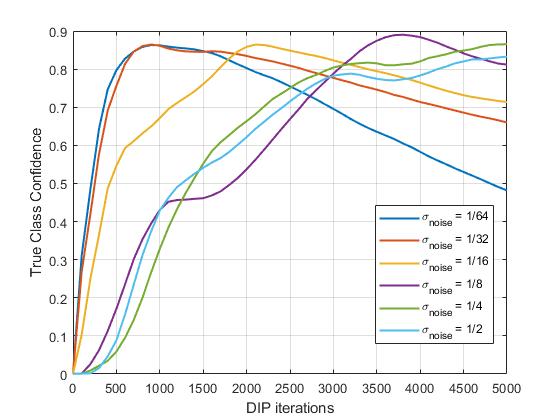 0.9
0.8
0.7
0.6
0.5
0.4
0.3
0.2
0.1
0
True Class Confidence
σnoise = 1/64
σnoise = 1/32
σnoise = 1/16
σnoise = 1/8
σnoise = 1/4
σnoise = 1/2
0 500 1000 1500 2000 2500 3000 3500 4000 4500 5000
DIP iterations